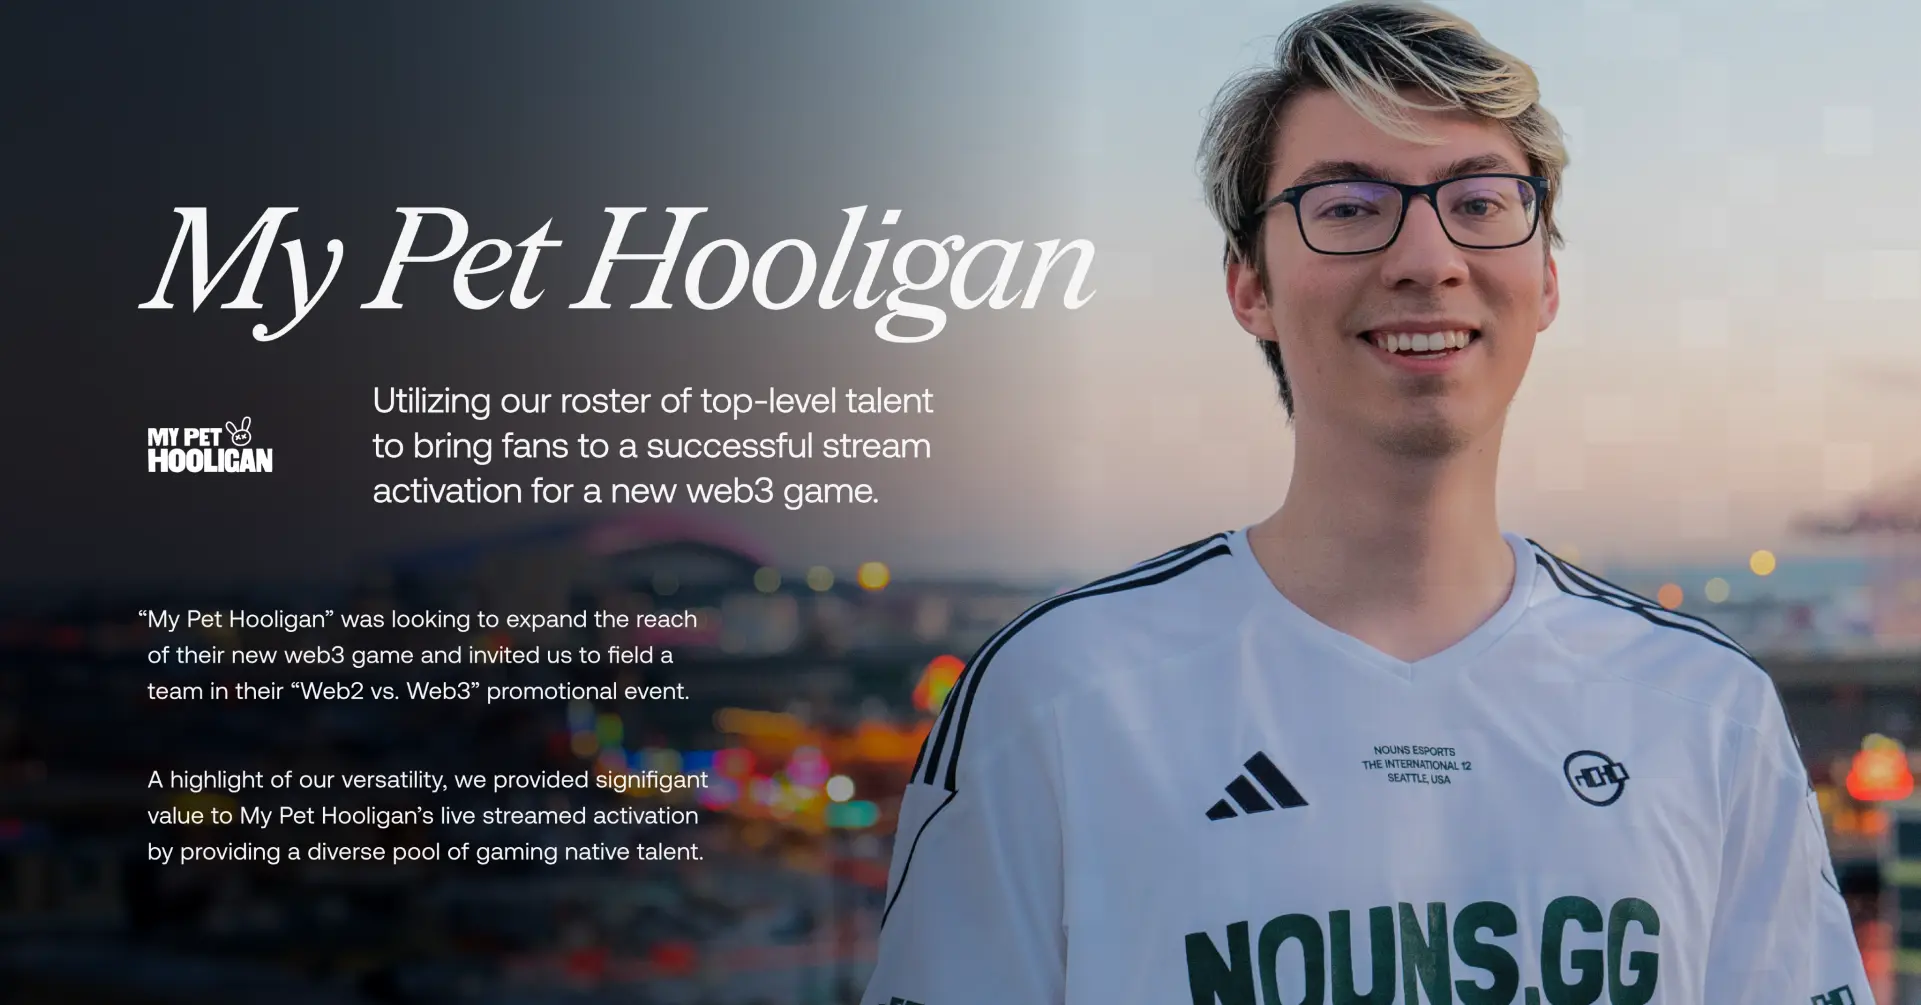 My Pet Hooligan
MY PET
HOOLIGAN
Utilizing our roster of top-level talent
to bring fans to a successful stream
activation for a new web3 game.
“My Pet Hooligan” was looking to expand the reach
of their new web3 game and invited us to field a
team in their “Web2 vs. Web3” promotional event.
A highlight of our versatility, we provided signifigant
value to My Pet Hooligan’s live streamed activation
by providing a diverse pool of gaming native talent.
NOUNS ESPORTS
THE INTERNATIONAL 12
SEATTLE, USA
NOUNS.GG